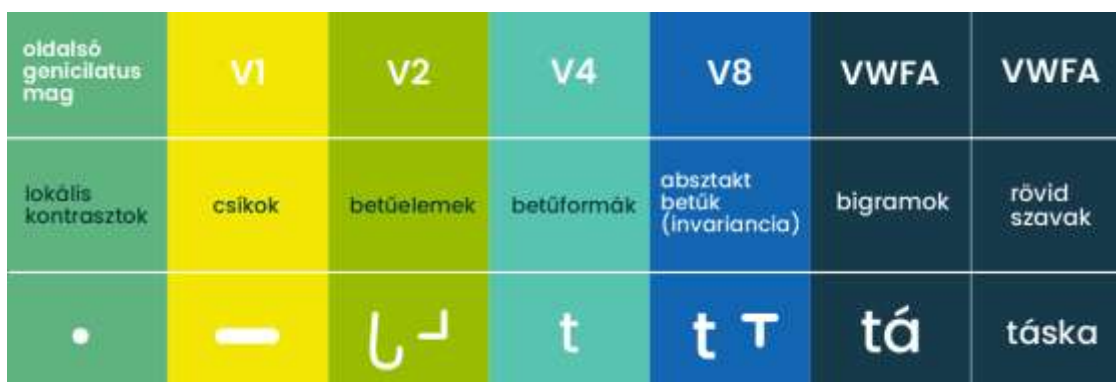 oldalsó
genicilatus
mag
V1
V2
V4
V8
VWFA
VWFA
lokális
kontrasztok
csíkok
betűelemek
betűformák
absztakt
betűk
(invariancia)
bigramok
rövid
szavak
t
t T
tá
táska